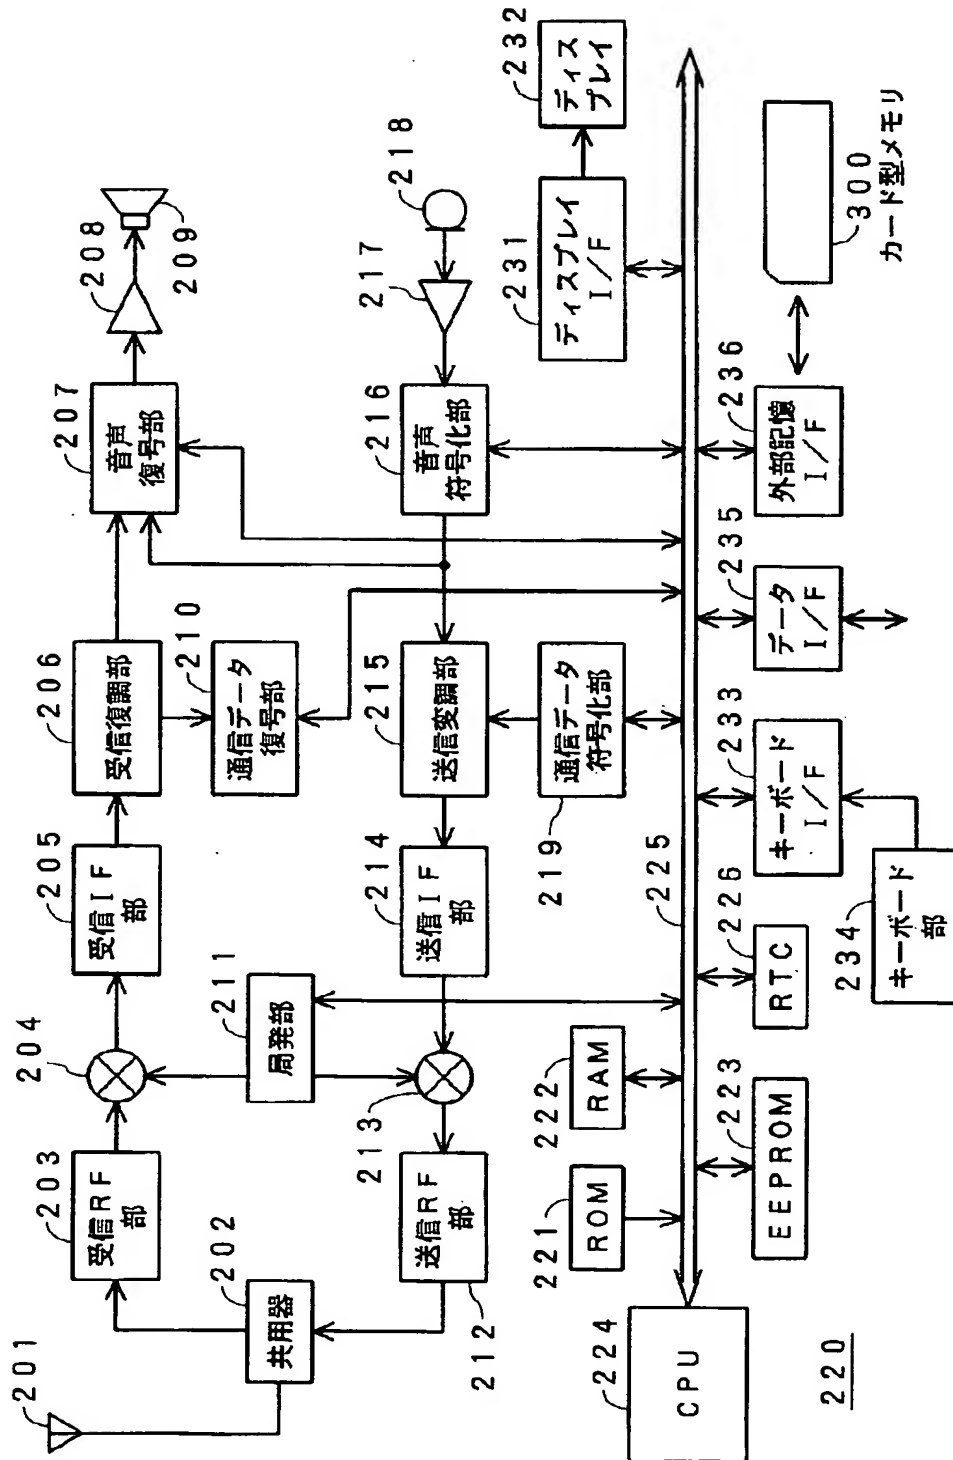 201
202
共用器
203
受信RF
部
204
205
受信IF
部
206
受信復調部
207
音声
復号部
208
209
210
通信データ
復号部
211
局発部
212
送信RF
部
213
214
送信IF
部
215
送信変調部
216
音声
符号化部
217
218
219
通信データ
符号化部
224
CPU
221
ROM
222
RAM
225
231
ディスプレイ
I/F
232
ディス
プレイ
223
EEPROM
226
RTC
233
キーボード
I/F
234
キーボード
部
235
データ
I/F
236
外部記憶
I/F
300
カード型メモリ
220